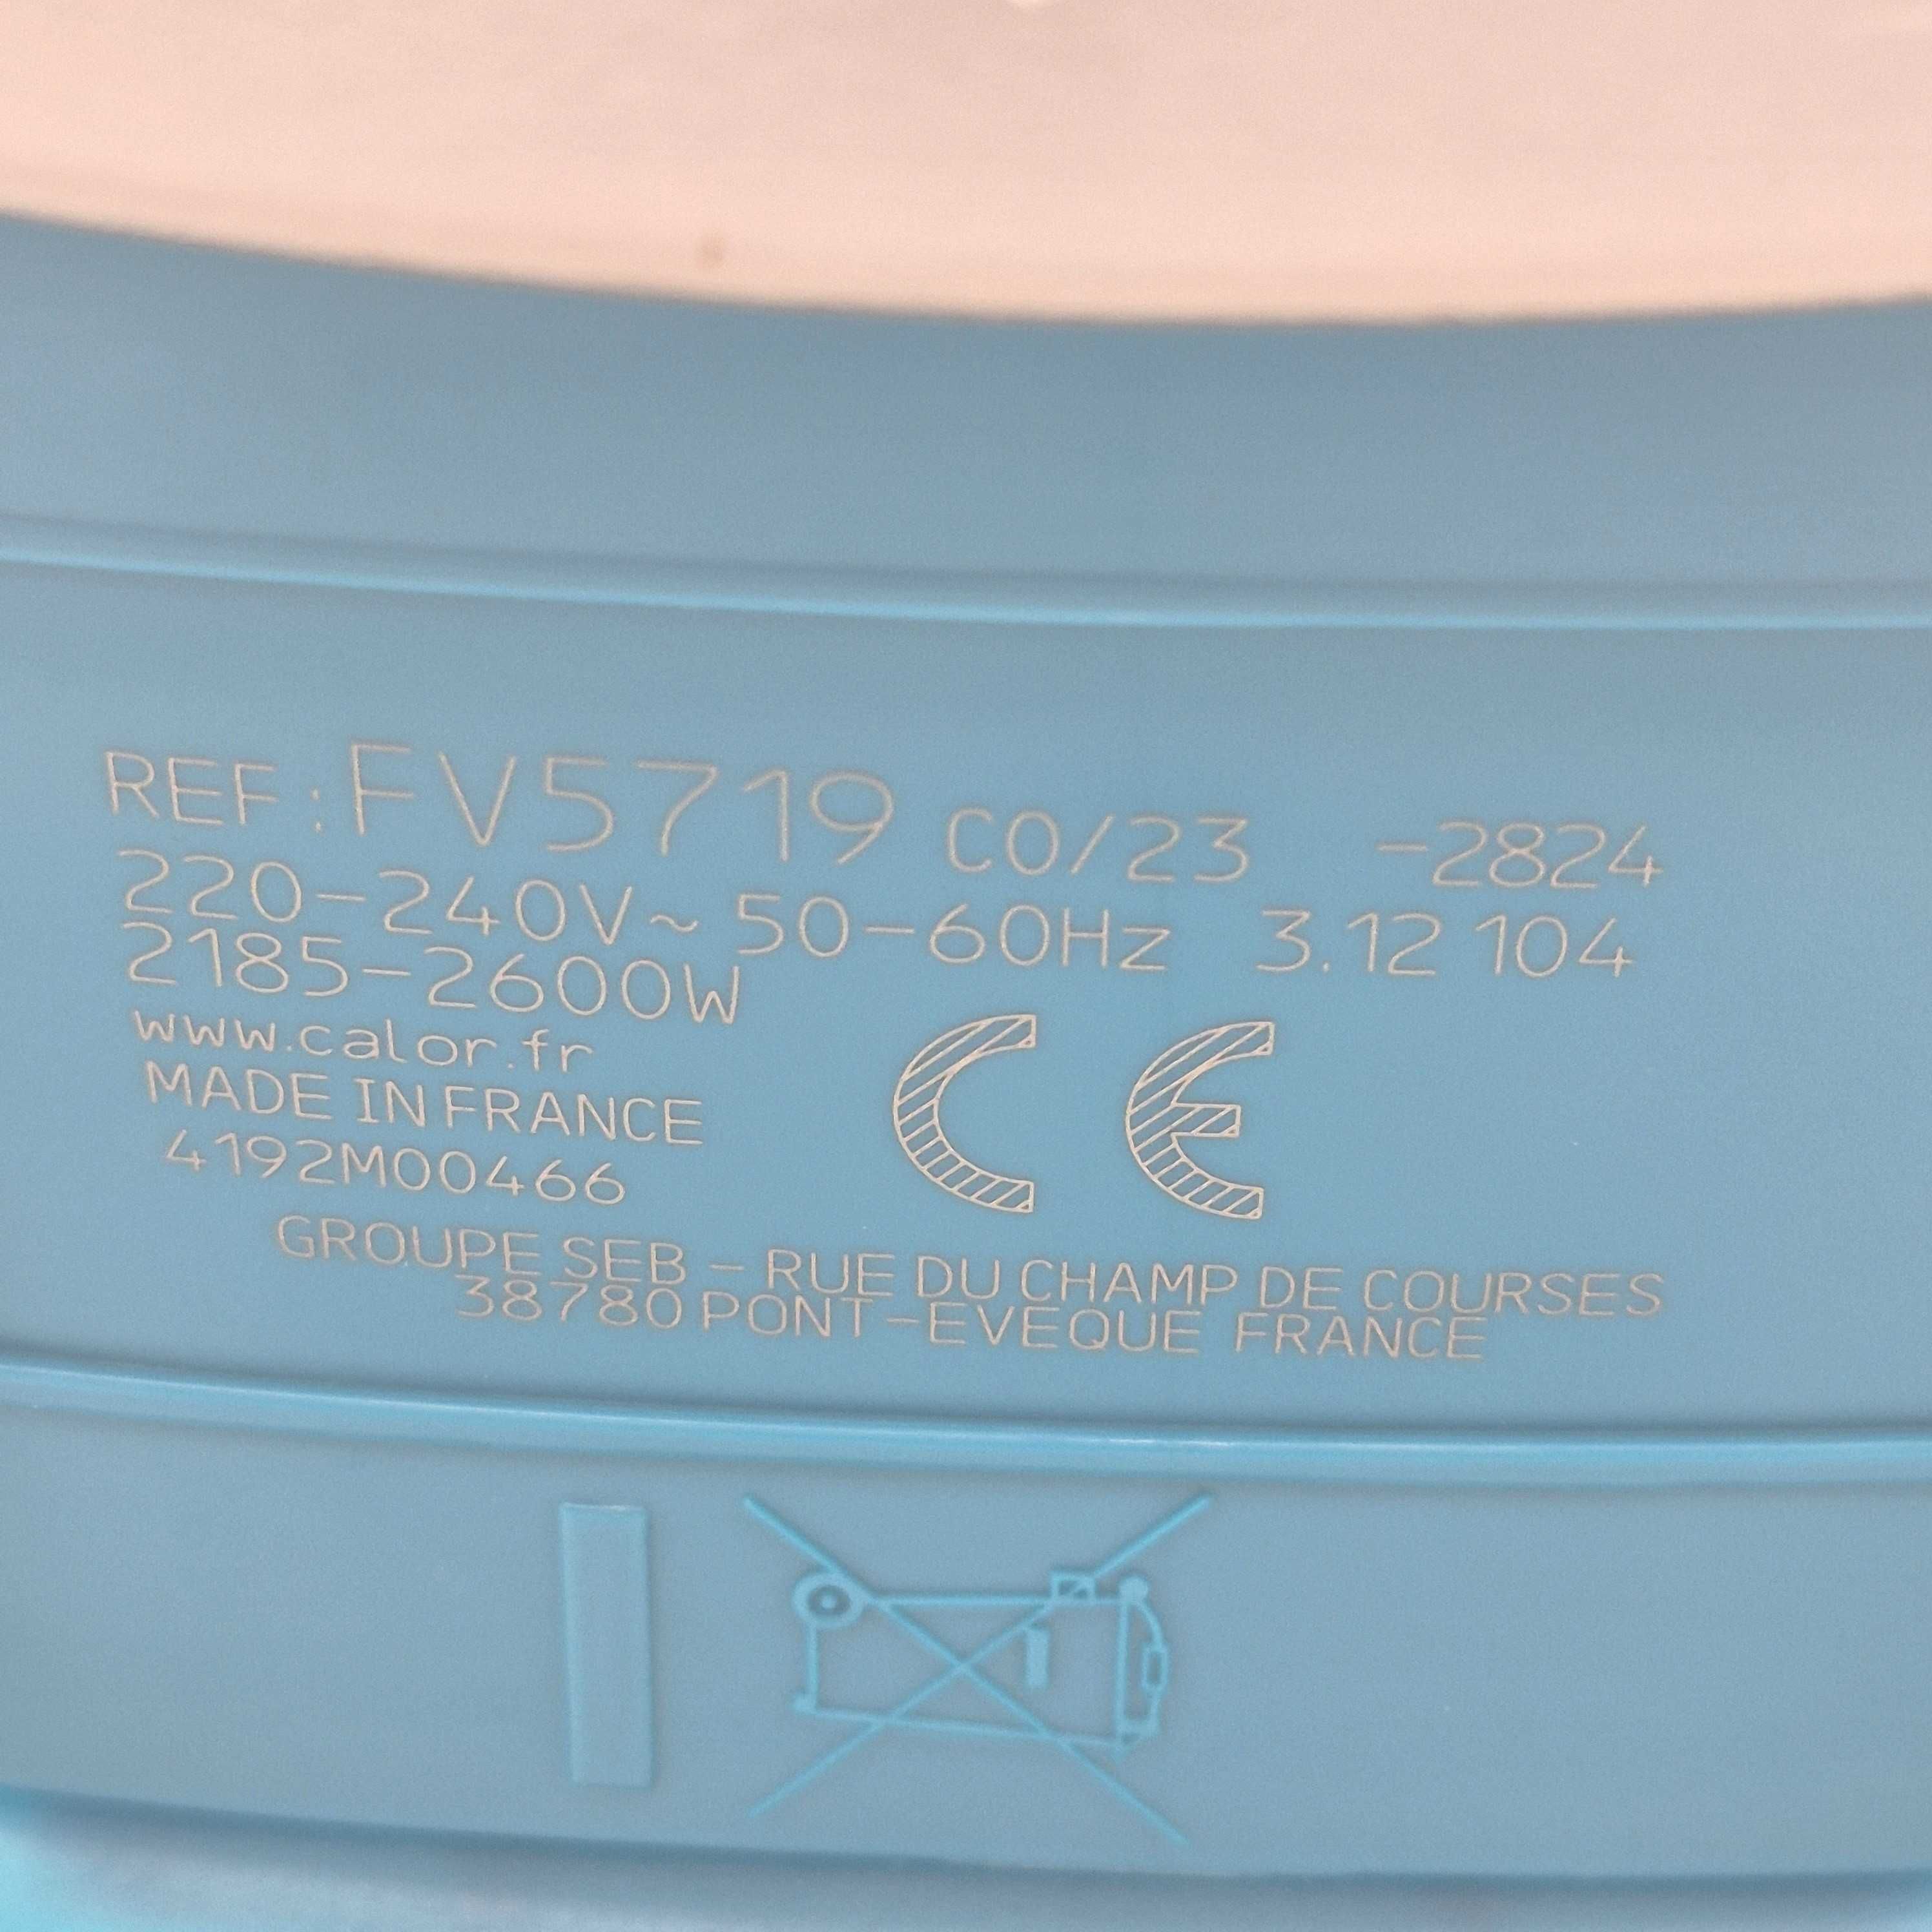 REF : FV5719 C0/23 -2824
220-240V~ 50-60Hz 3.12 104
2185-2600W
www.calor.fr
MADE IN FRANCE
4192M00466
CE
GROUPE SEB - RUE DU CHAMP DE COURSES
38780 PONT-EVEQUE FRANCE